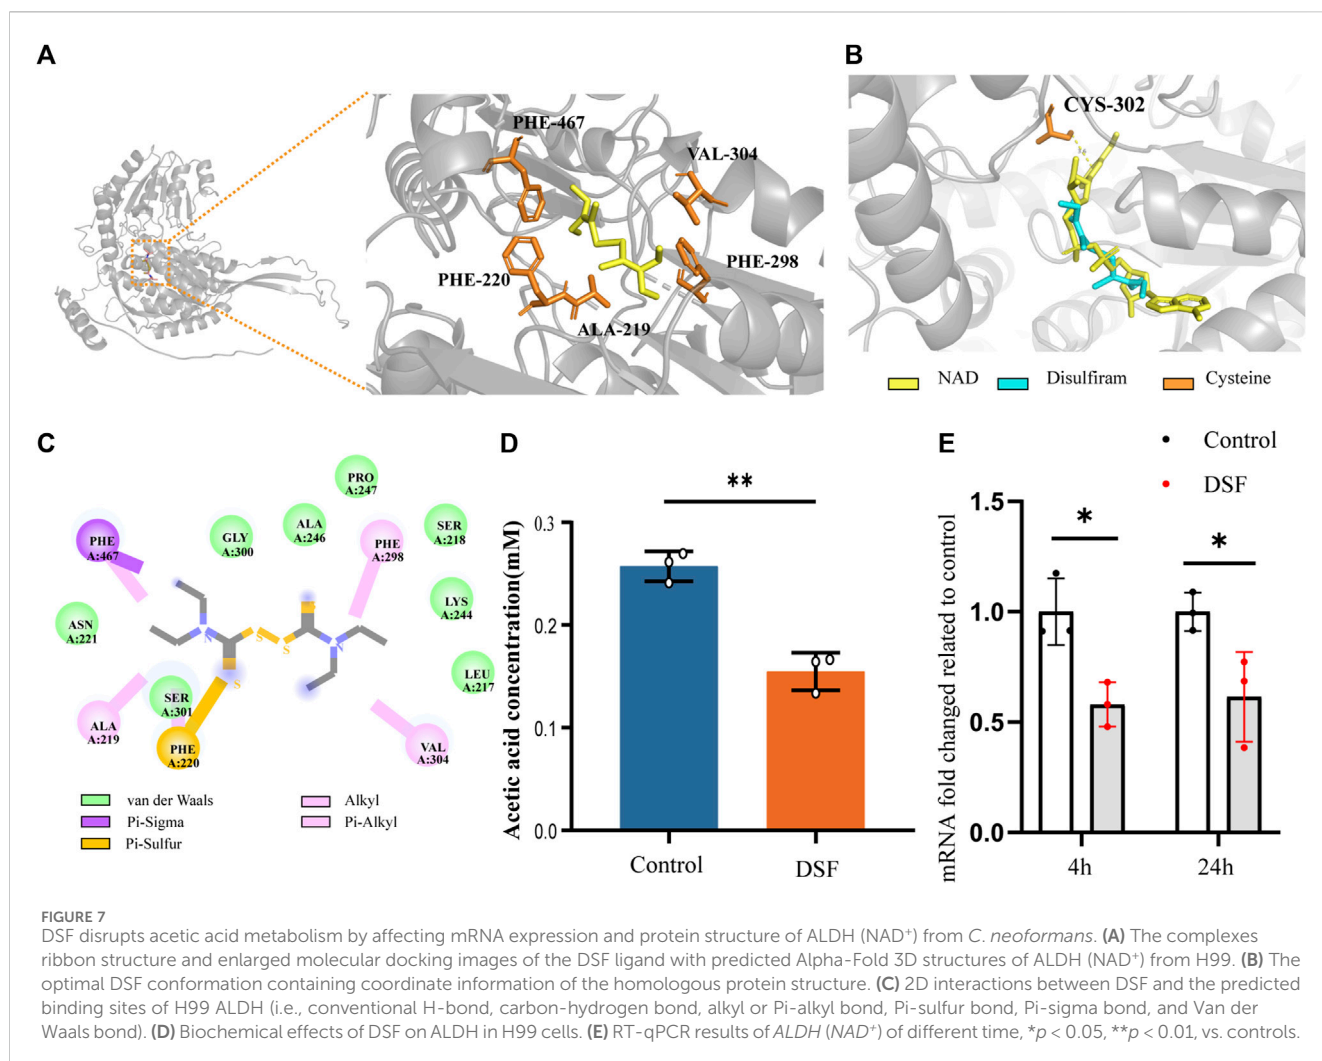 A
PHE-467
VAL-304
PHE-220
PHE-298
ALA-219
B
CYS-302
NAD
Disulfiram
Cysteine
C
PRO
A:247
ALA
A:246
GLY
A:300
SER
A:218
PHE
A:467
PHE
A:298
LYS
A:244
ASN
A:221
N
S
S
N
S
LEU
A:217
SER
A:301
ALA
A:219
PHE
A:220
VAL
A:304
van der Waals
Pi-Sigma
Pi-Sulfur
Alkyl
Pi-Alkyl
D
**
Acetic acid concentration(mM)
0.3
0.2
0.1
0.0
Control
DSF
E
Control
DSF
mRNA fold changed related to control
1.5
1.0
0.5
0.0
*
*
4h
24h
FIGURE 7
DSF disrupts acetic acid metabolism by affecting mRNA expression and protein structure of ALDH (NAD⁺) from C. neoformans. (A) The complexes
ribbon structure and enlarged molecular docking images of the DSF ligand with predicted Alpha-Fold 3D structures of ALDH (NAD⁺) from H99. (B) The
optimal DSF conformation containing coordinate information of the homologous protein structure. (C) 2D interactions between DSF and the predicted
binding sites of H99 ALDH (i.e., conventional H-bond, carbon-hydrogen bond, alkyl or Pi-alkyl bond, Pi-sulfur bond, Pi-sigma bond, and Van der
Waals bond). (D) Biochemical effects of DSF on ALDH in H99 cells. (E) RT-qPCR results of ALDH (NAD⁺) of different time, *p < 0.05, **p < 0.01, vs. controls.